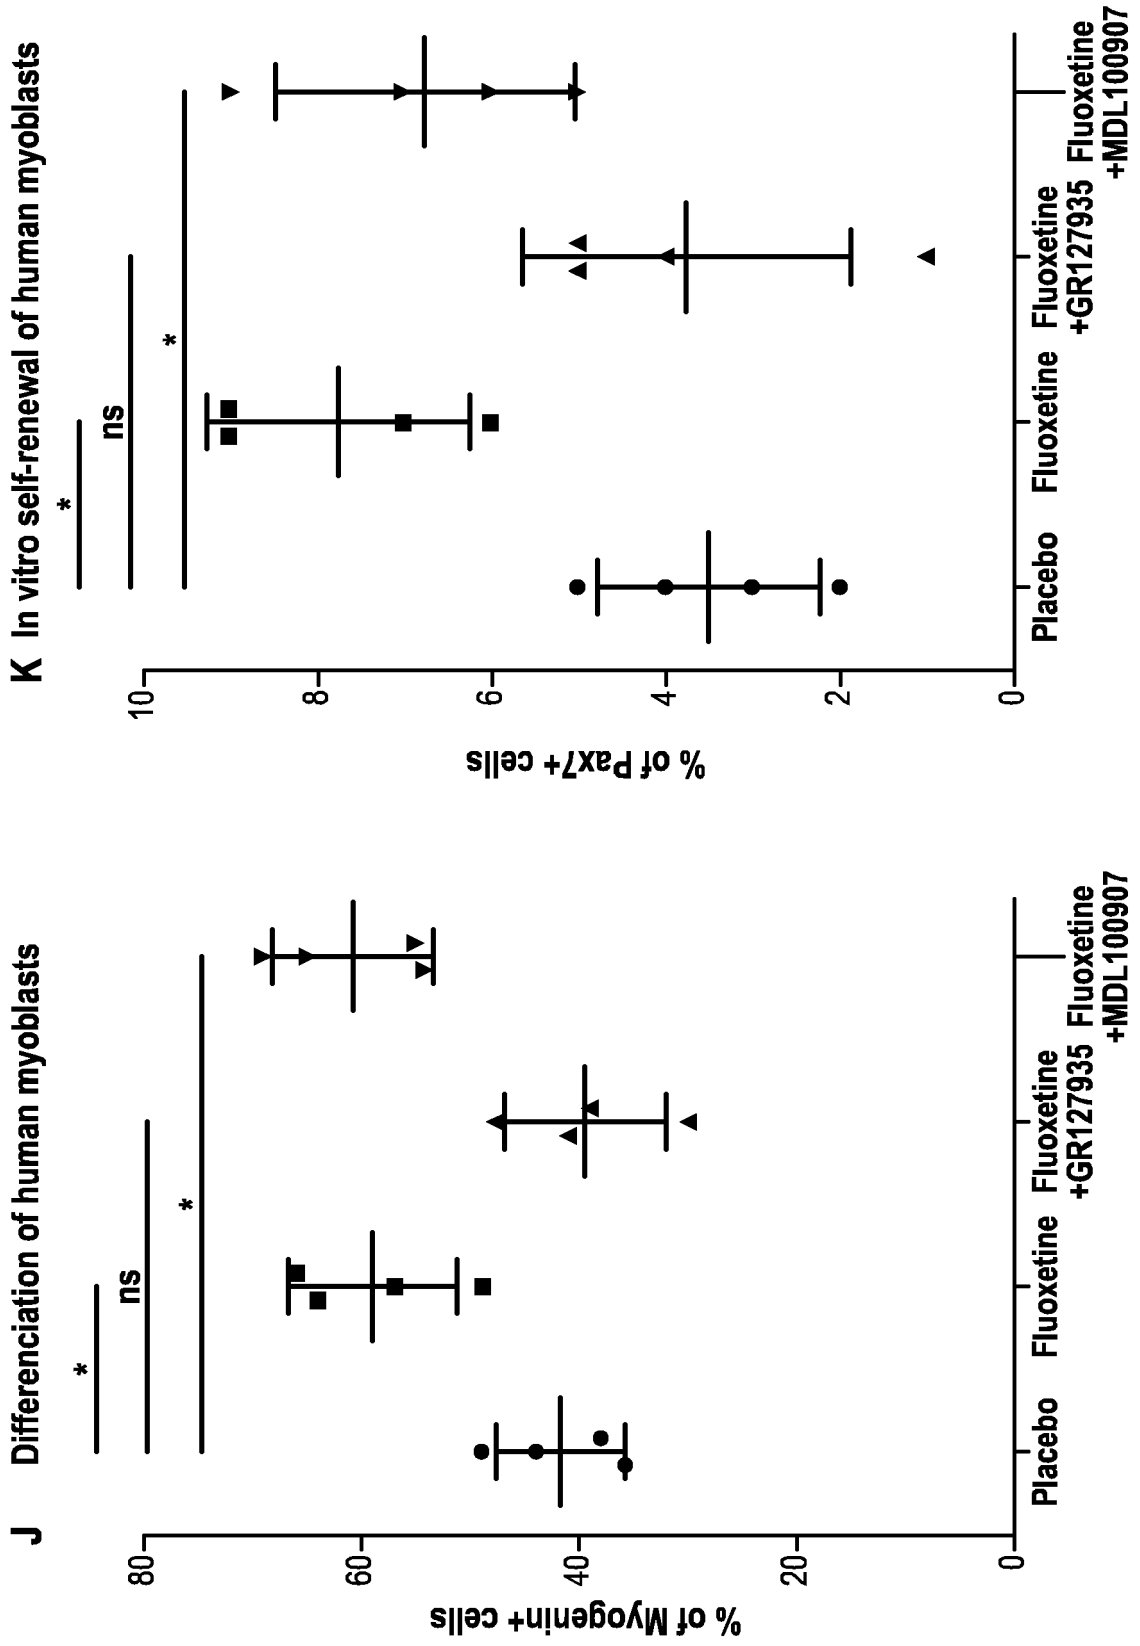 J Differenciation of human myoblasts
% of Myogenin+ cells
80
60
40
20
0
*
ns
*
Placebo
Fluoxetine
Fluoxetine
+GR127935
Fluoxetine
+MDL100907
K In vitro self-renewal of human myoblasts
% of Pax7+ cells
10
8
6
4
2
0
*
ns
*
Placebo
Fluoxetine
Fluoxetine
+GR127935
Fluoxetine
+MDL100907